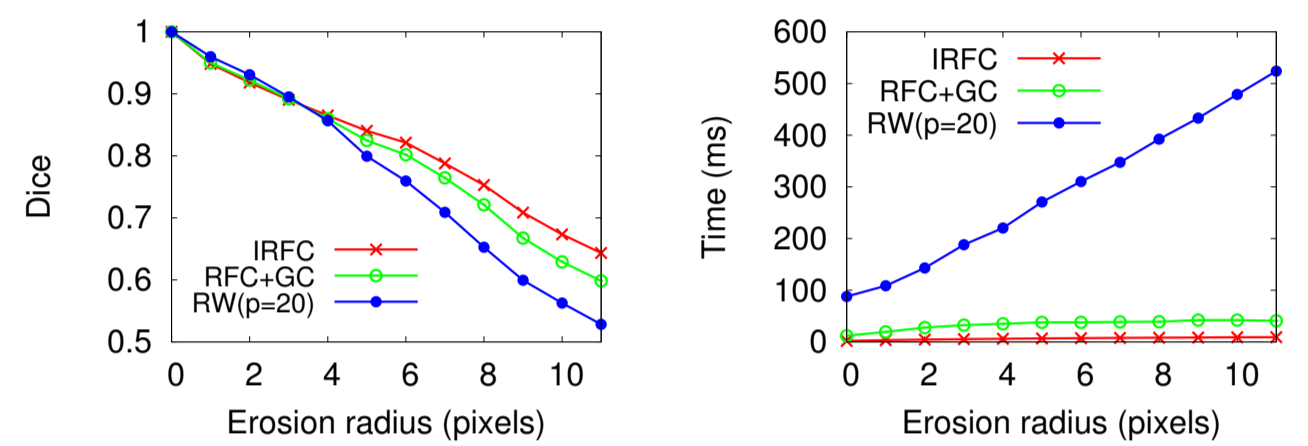 1
0.9
0.8
0.7
0.6
0.5
Dice
IRFC
RFC+GC
RW(p=20)
0 2 4 6 8 10
Erosion radius (pixels)
600
500
400
300
200
100
0
Time (ms)
IRFC
RFC+GC
RW(p=20)
0 2 4 6 8 10
Erosion radius (pixels)